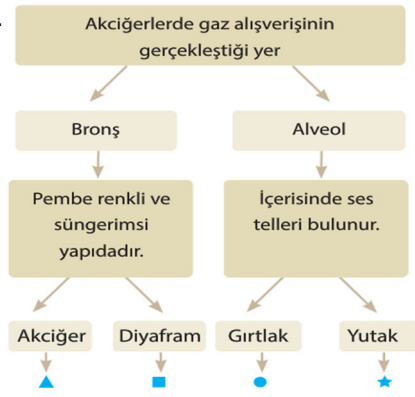 Akciğerlerde gaz alışverişinin
gerçekleştiği yer
Bronş
Alveol
Pembe renkli ve
süngerimsi
yapıdadır.
İçerisinde ses
telleri bulunur.
Akciğer
Diyafram
Gırtlak
Yutak